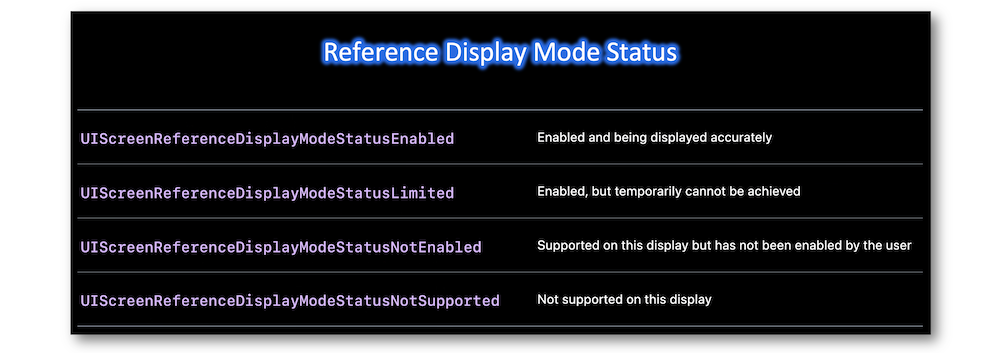 Reference Display Mode Status
UIScreenReferenceDisplayModeStatusEnabled Enabled and being displayed accurately
UIScreenReferenceDisplayModeStatusLimited Enabled, but temporarily cannot be achieved
UIScreenReferenceDisplayModeStatusNotEnabled Supported on this display but has not been enabled by the user
UIScreenReferenceDisplayModeStatusNotSupported Not supported on this display